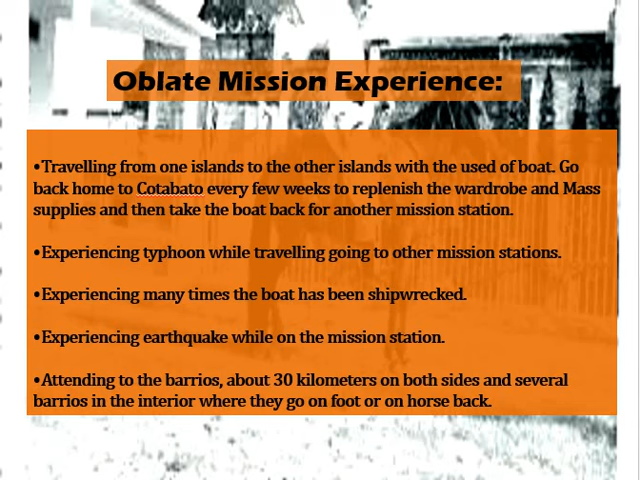 Oblate Mission Experience:
•Travelling from one islands to the other islands with the used of boat. Go
back home to Cotabato every few weeks to replenish the wardrobe and Mass
supplies and then take the boat back for another mission station.
•Experiencing typhoon while travelling going to other mission stations.
•Experiencing many times the boat has been shipwrecked.
•Experiencing earthquake while on the mission station.
•Attending to the barrios, about 30 kilometers on both sides and several
barrios in the interior where they go on foot or on horse back.